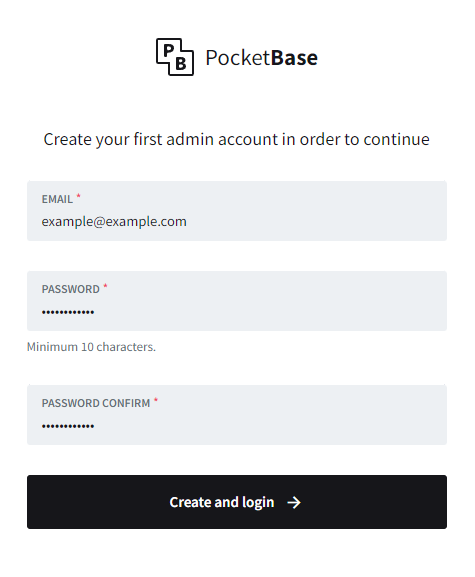 PB PocketBase
Create your first admin account in order to continue
EMAIL *
example@example.com
PASSWORD *
••••••••••••
Minimum 10 characters.
PASSWORD CONFIRM *
••••••••••••
Create and login →